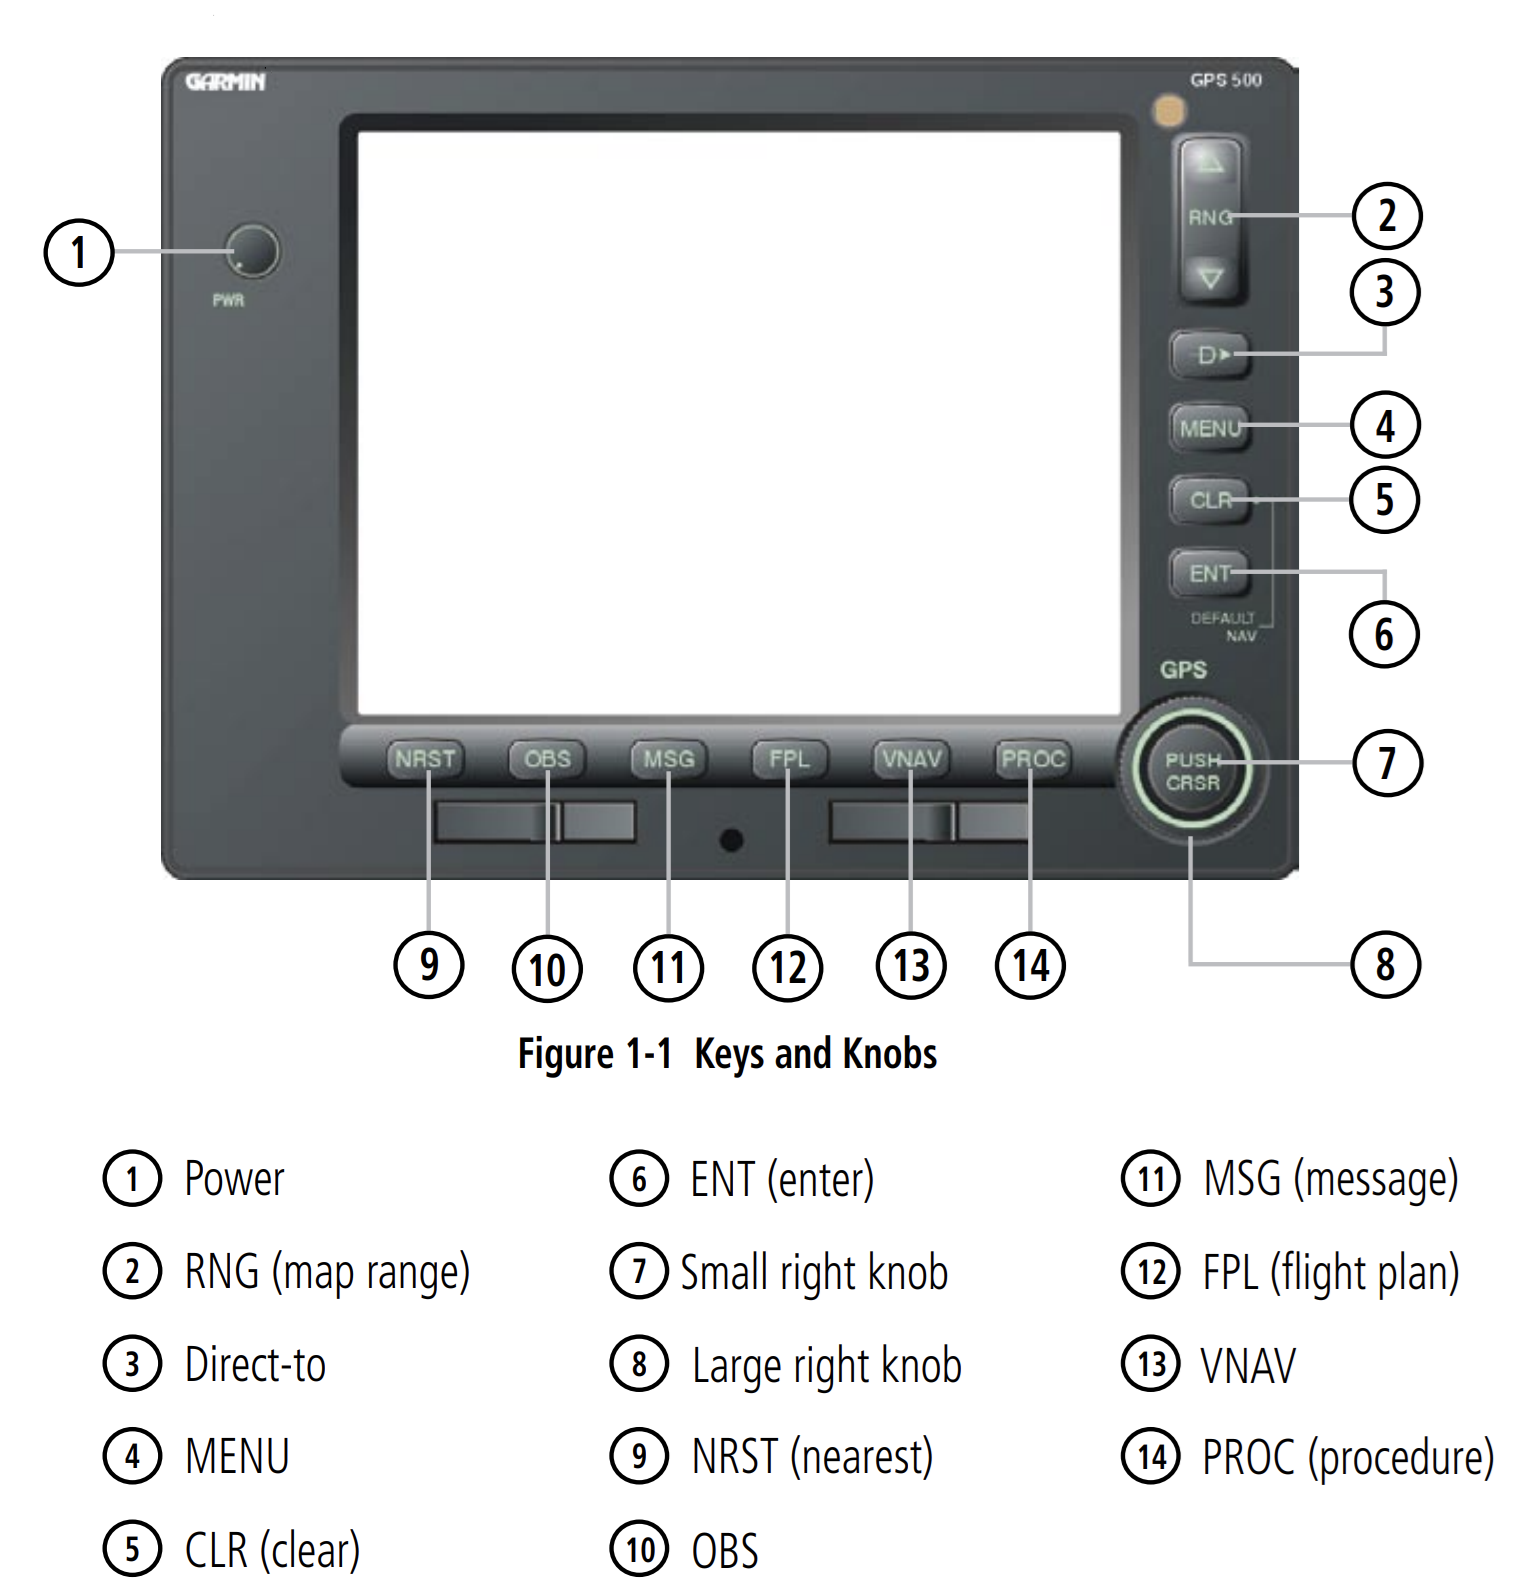 GARMIN
GPS 500
1
PWR
RNG
2
3
D
MENU
4
CLR
5
ENT
DEFAULT
NAV
6
GPS
PUSH
CRSR
7
NRST OBS MSG FPL VNAV PROC
9 10 11 12 13 14 8
Figure 1-1 Keys and Knobs
1 Power
2 RNG (map range)
3 Direct-to
4 MENU
5 CLR (clear)
6 ENT (enter)
7 Small right knob
8 Large right knob
9 NRST (nearest)
10 OBS
11 MSG (message)
12 FPL (flight plan)
13 VNAV
14 PROC (procedure)